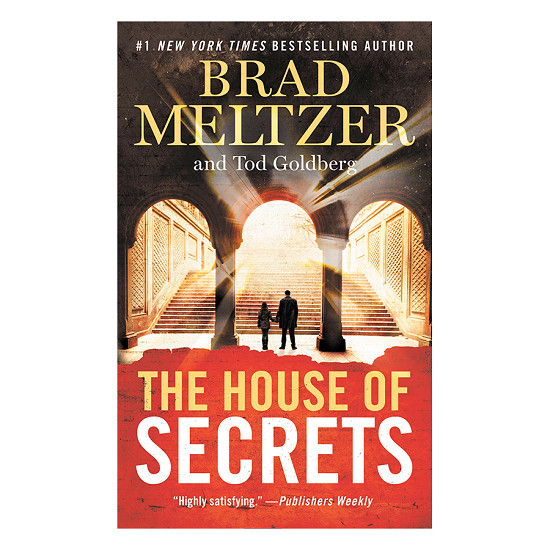 #1 NEW YORK TIMES BESTSELLING AUTHOR
BRAD
MELTZER
and Tod Goldberg
THE HOUSE OF
SECRETS
“Highly satisfying.” —Publishers Weekly